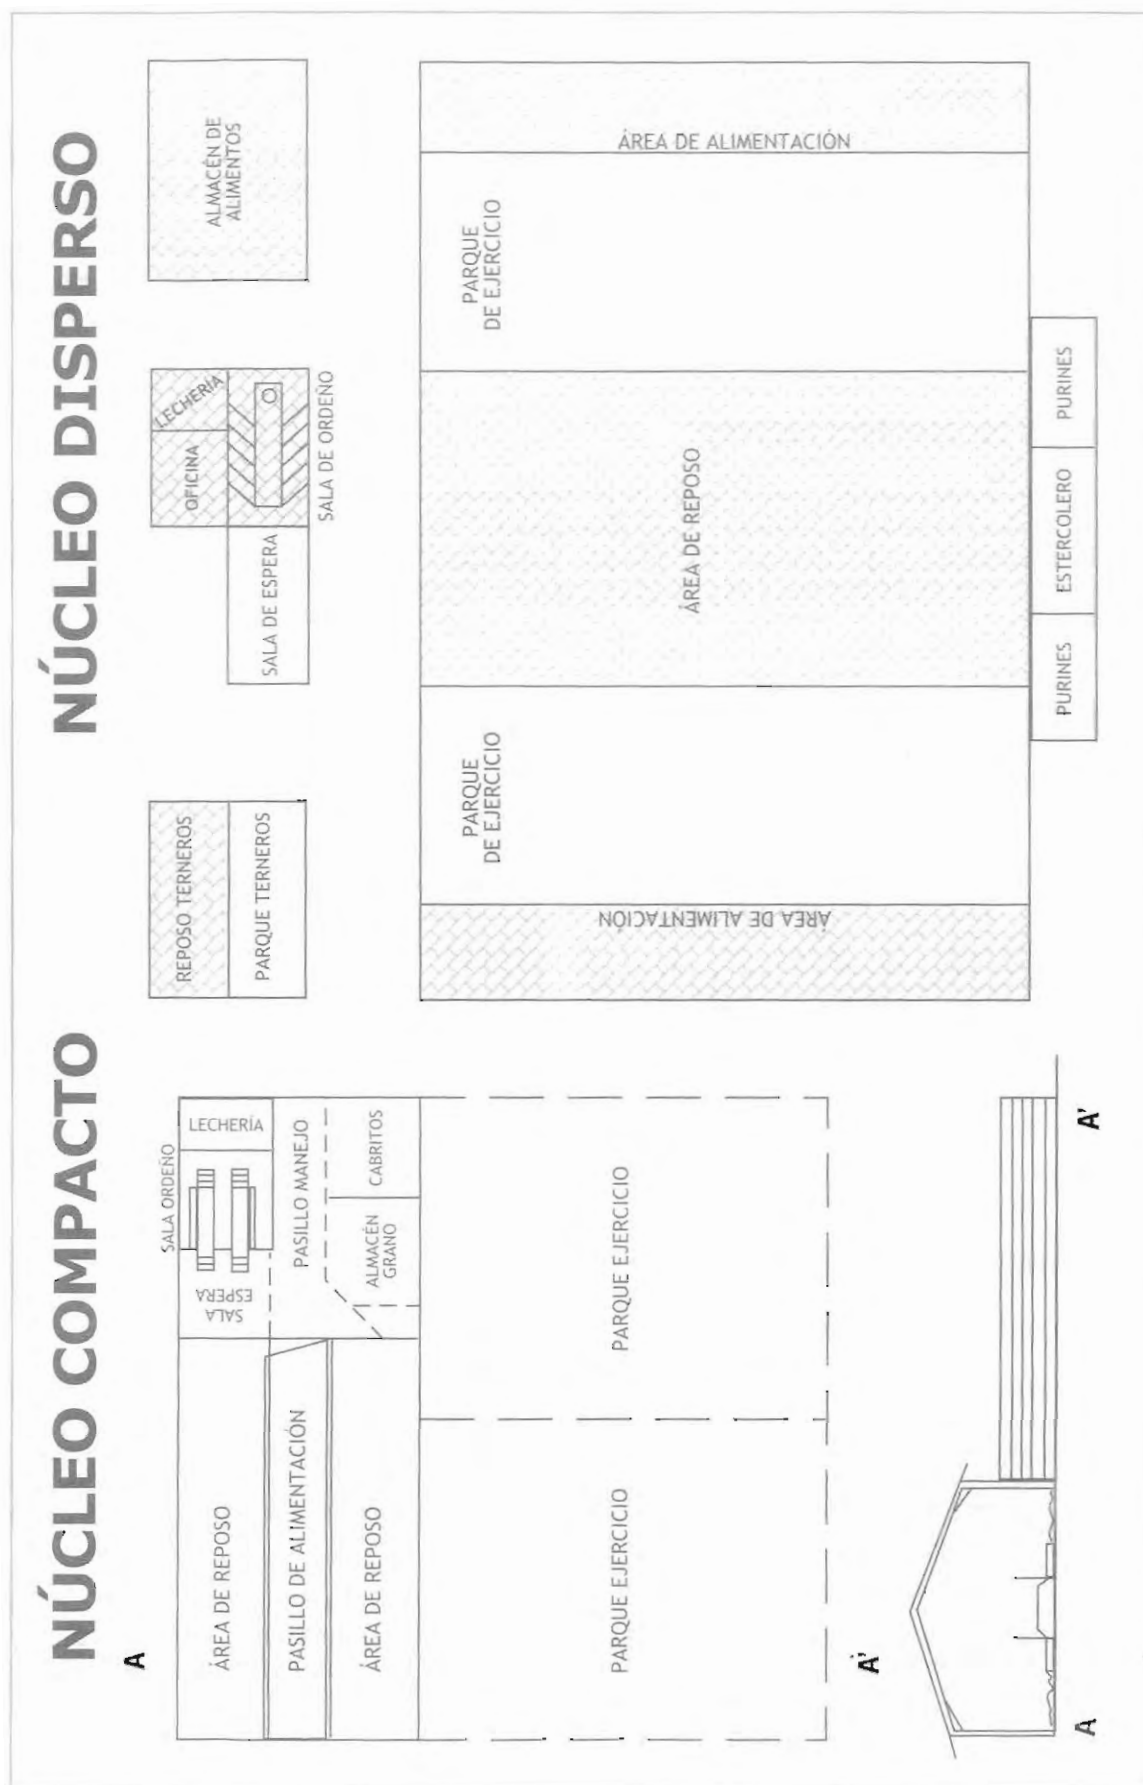 NÚCLEO COMPACTO
A
ÁREA DE REPOSO
PASILLO DE ALIMENTACIÓN
ÁREA DE REPOSO
SALA
ESPERA
SALA ORDEÑO
LECHERÍA
PASILLO MANEJO
ALMACÉN
GRANO
CABRITOS
PARQUE EJERCICIO
PARQUE EJERCICIO
A'
A
A'
NÚCLEO DISPERSO
REPOSO TERNEROS
PARQUE TERNEROS
OFICINA
LECHERÍA
SALA DE ESPERA
SALA DE ORDEÑO
ALMACÉN DE
ALIMENTOS
ÁREA DE ALIMENTACIÓN
PARQUE
DE EJERCICIO
ÁREA DE REPOSO
PARQUE
DE EJERCICIO
ÁREA DE ALIMENTACIÓN
PURINES
ESTERCOLERO
PURINES